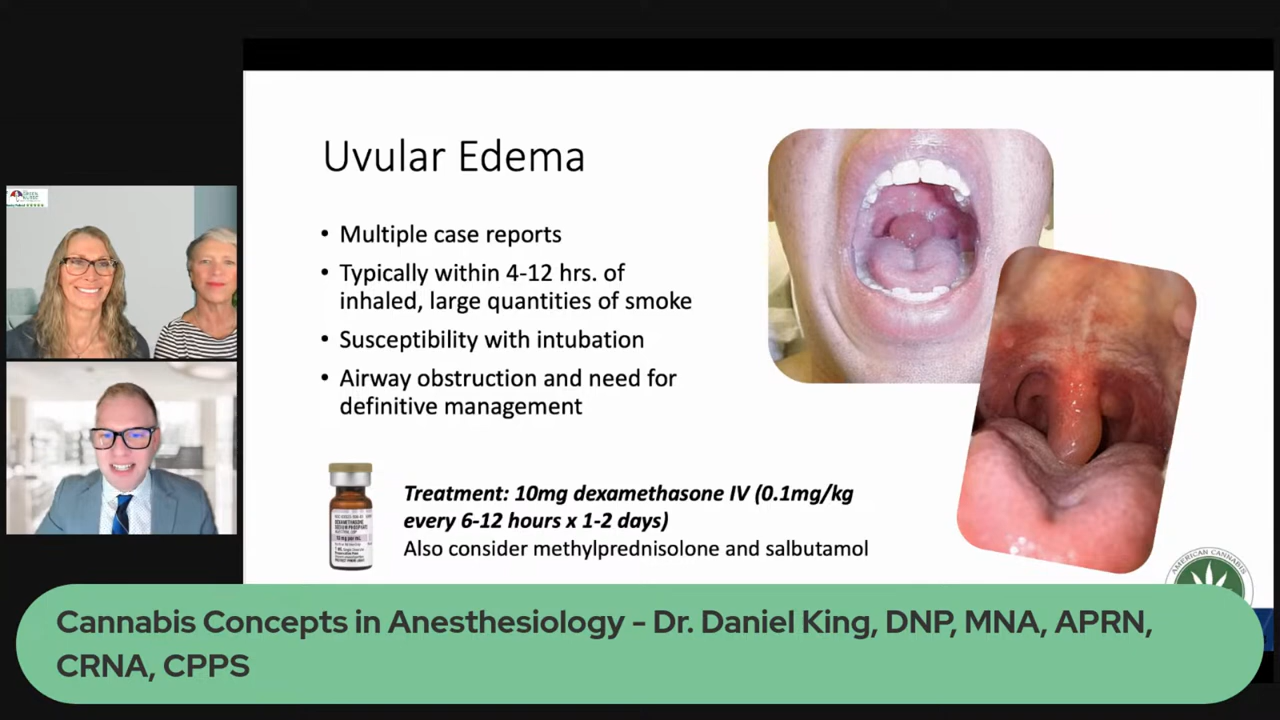 Uvular Edema
• Multiple case reports
• Typically within 4-12 hrs. of
inhaled, large quantities of smoke
• Susceptibility with intubation
• Airway obstruction and need for
definitive management
Treatment: 10mg dexamethasone IV (0.1mg/kg
every 6-12 hours x 1-2 days)
Also consider methylprednisolone and salbutamol
AMERICAN CANNABIS
Cannabis Concepts in Anesthesiology - Dr. Daniel King, DNP, MNA, APRN,
CRNA, CPPS